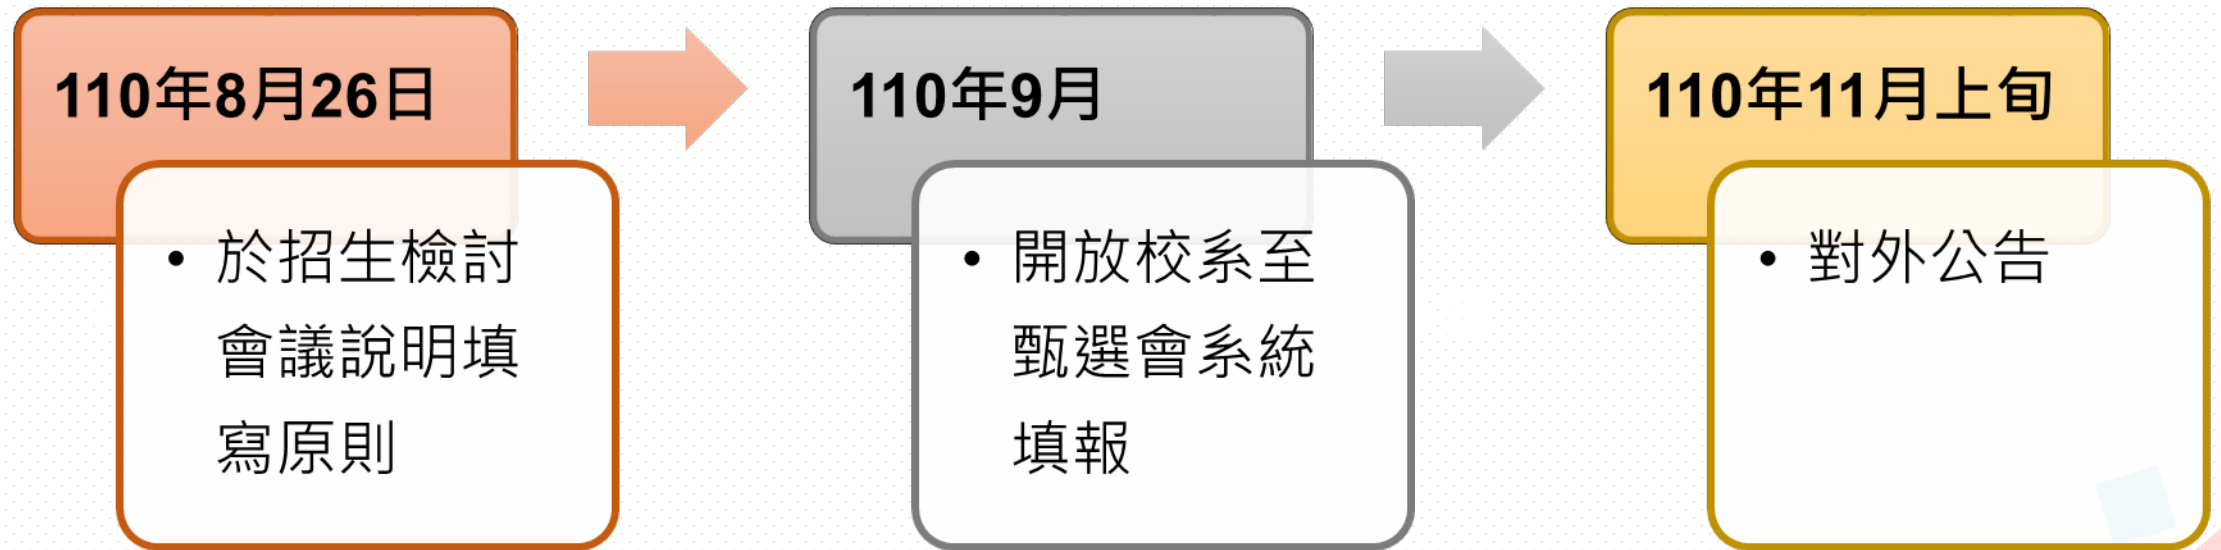 110年8月26日
• 於招生檢討
會議說明填
寫原則
110年9月
• 開放校系至
甄選會系統
填報
110年11月上旬
• 對外公告